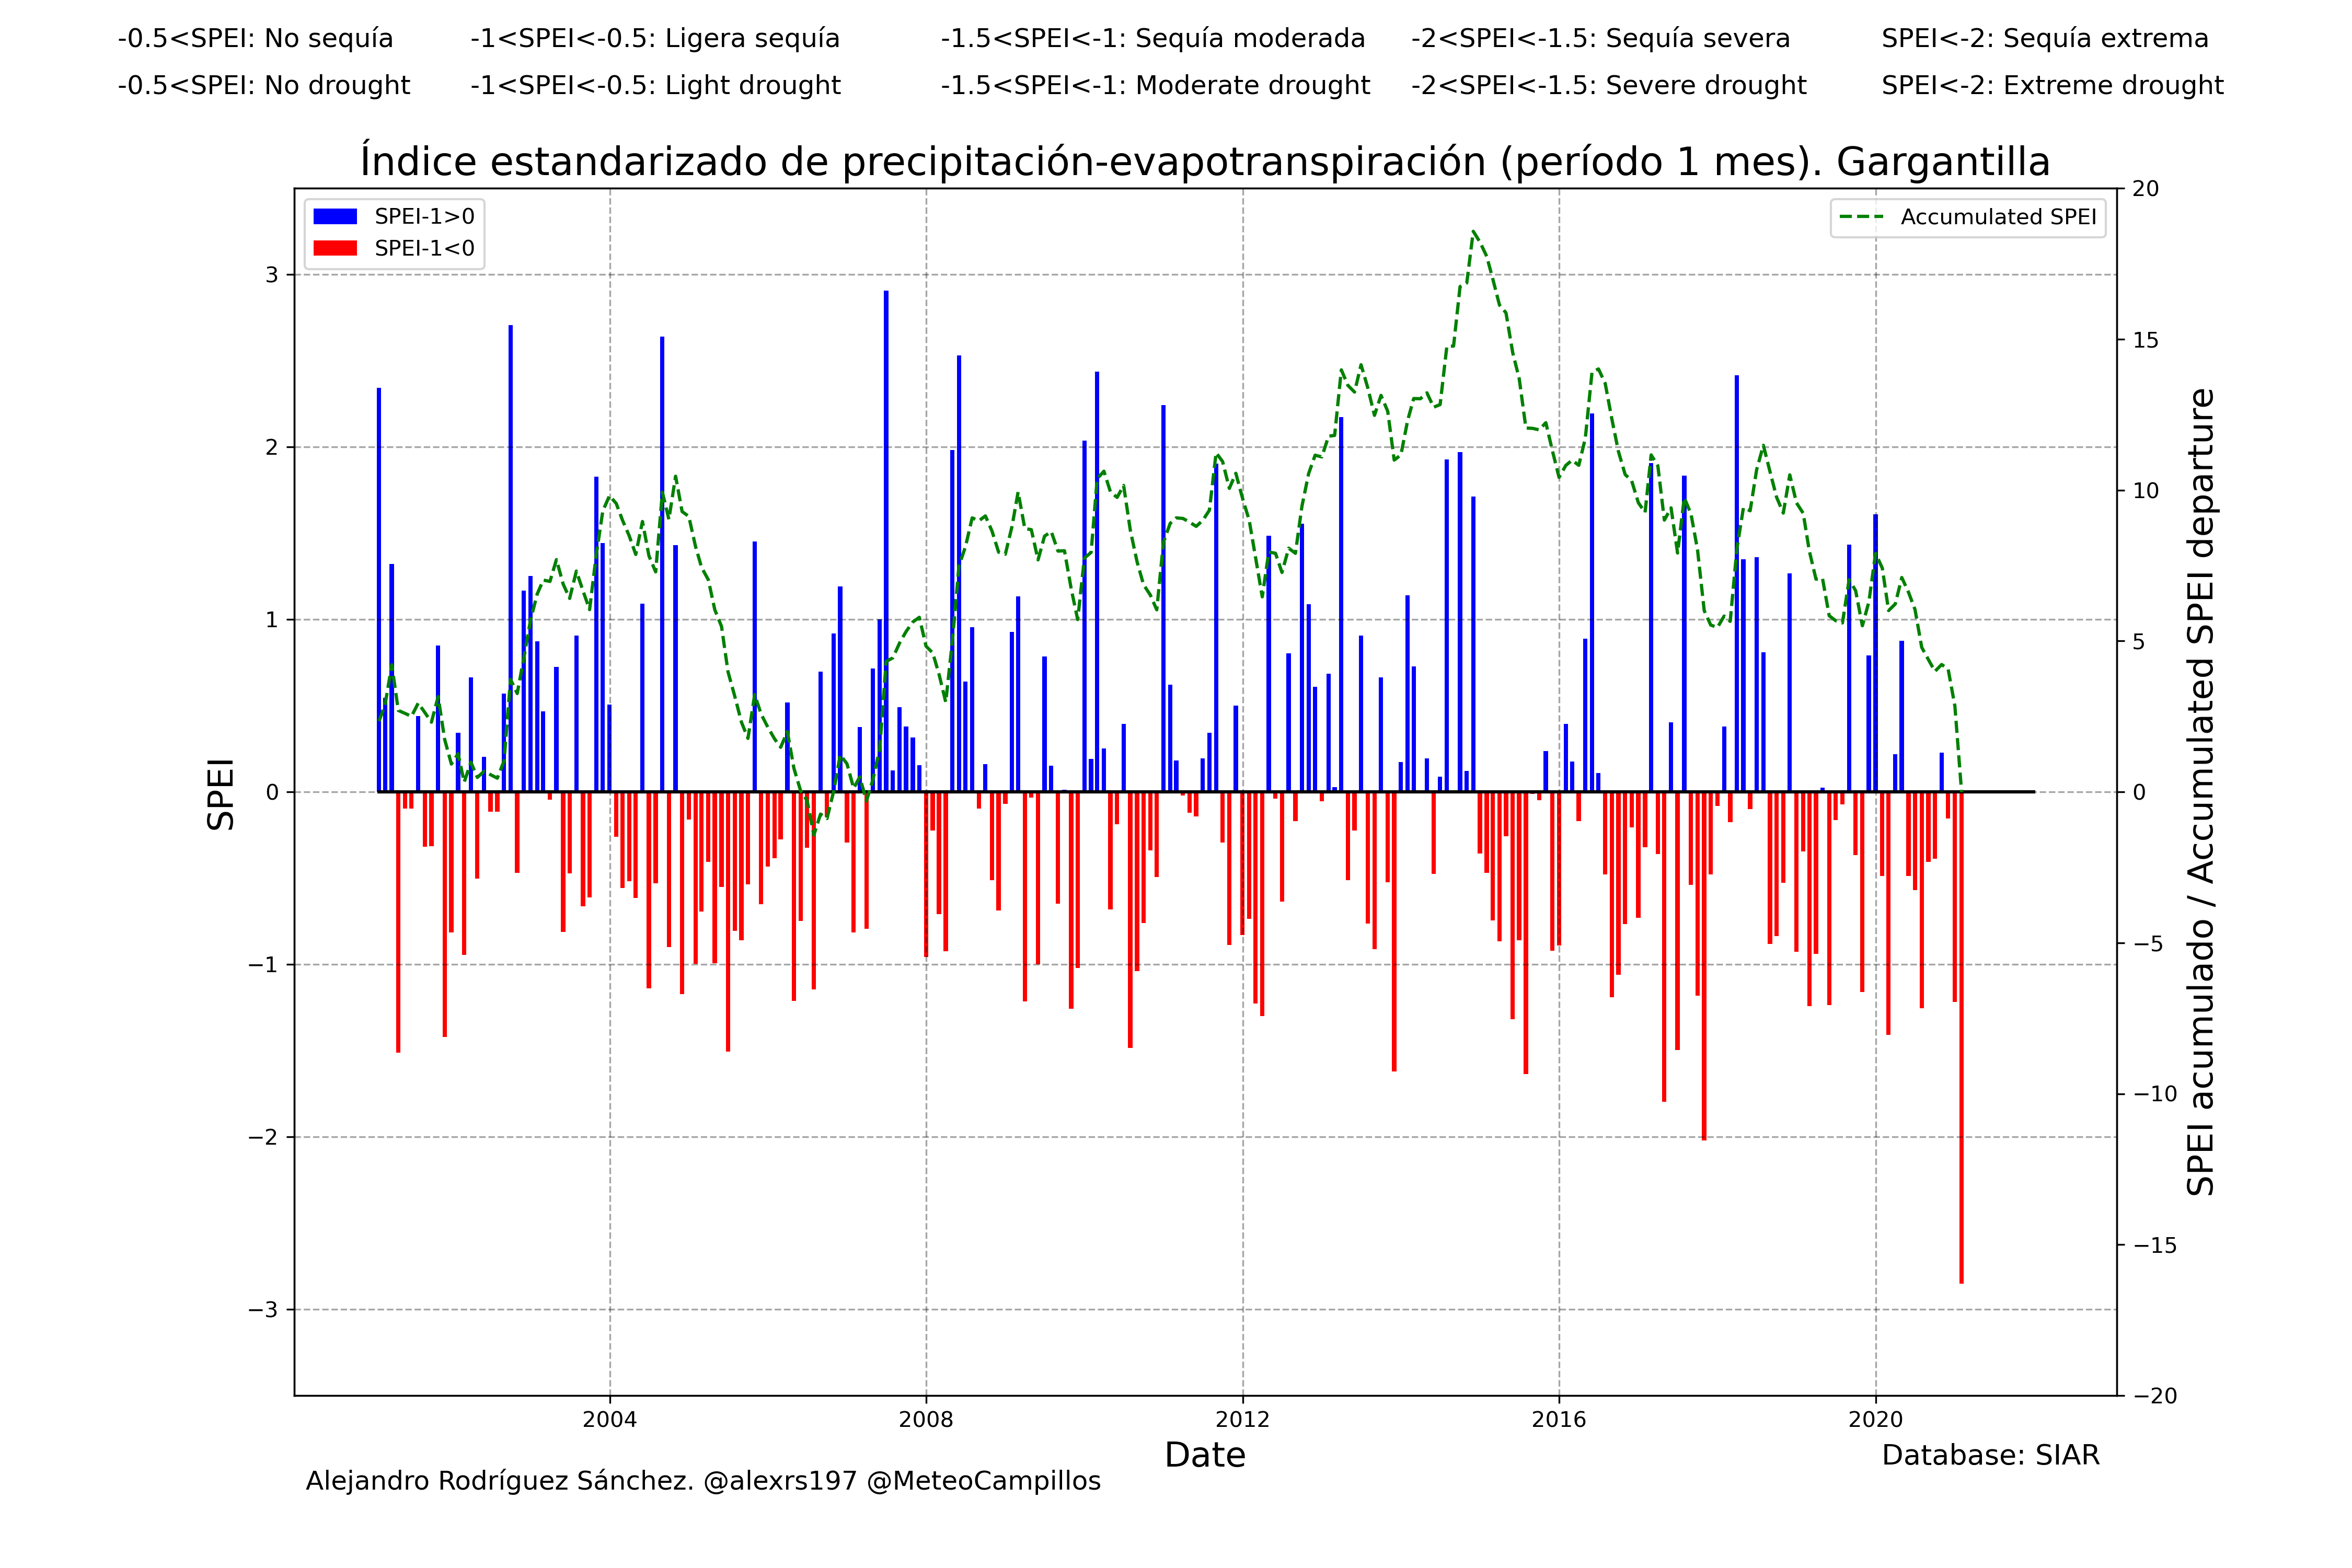 -0.5<SPEI: No sequía -1<SPEI<-0.5: Ligera sequía -1.5<SPEI<-1: Sequía moderada -2<SPEI<-1.5: Sequía severa SPEI<-2: Sequía extrema
-0.5<SPEI: No drought -1<SPEI<-0.5: Light drought -1.5<SPEI<-1: Moderate drought -2<SPEI<-1.5: Severe drought SPEI<-2: Extreme drought
Índice estandarizado de precipitación-evapotranspiración (período 1 mes). Gargantilla
SPEI-1>0
SPEI-1<0
Accumulated SPEI
SPEI
3
2
1
0
−1
−2
−3
20
15
10
5
0
−5
−10
−15
−20
SPEI acumulado / Accumulated SPEI departure
2004 2008 2012 2016 2020
Date
Database: SIAR
Alejandro Rodríguez Sánchez. @alexrs197 @MeteoCampillos